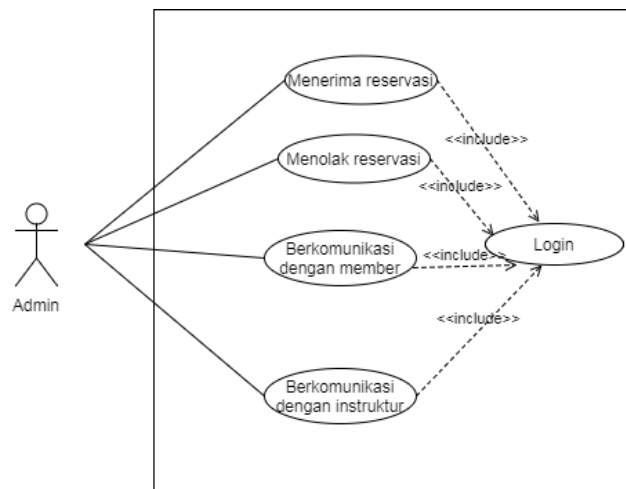 Menerima reservasi
<<include>>
Menolak reservasi
<<include>>
Login
Berkomunikasi
dengan member
<<include>>
Admin
<<include>>
Berkomunikasi
dengan instruktur